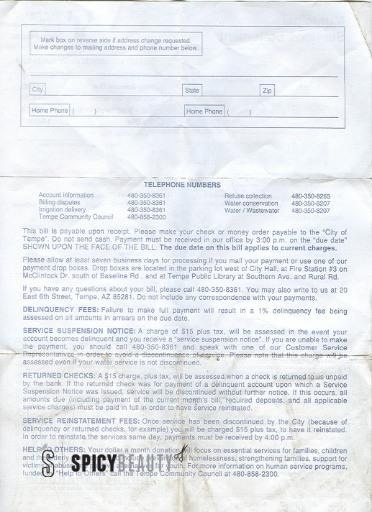 Mark box on reverse side if address change requested.
Make changes to mailing address and phone number below.
City State Zip
Home Phone ( ) Home Phone ( )
TELEPHONE NUMBERS
Account information 480-350-8361 Refuse collection 480-350-8265
Billing disputes 480-350-8361 Water conservation 480-350-8207
Irrigation delivery 480-350-8361 Water / Wastewater 480-350-8207
Tempe Community Council 480-858-2300
This bill is payable upon receipt. Please make your check or money order payable to the "City of
Tempe". Do not send cash. Payment must be received in our office by 3:00 p.m. on the "due date"
SHOWN UPON THE FACE OF THE BILL. The due date on this bill applies to current charges.
Please allow at least seven business days for processing if you mail your payment or use one of our
payment drop boxes. Drop boxes are located in the parking lot west of City Hall, at Fire Station #3 on
McClintock Dr. south of Baseline Rd. and at Tempe Public Library at Southern Ave. and Rural Rd.
If you have any questions about your bill, please call 480-350-8361. You may also write to us at 20
East 6th Street, Tempe, AZ 85281. Do not include any correspondence with your payments.
DELINQUENCY FEES: Failure to make full payment will result in a 1% delinquency fee being
assessed on all amounts in arrears on the due date.
SERVICE SUSPENSION NOTICE: A charge of $15 plus tax, will be assessed in the event your
account becomes delinquent and you receive a "service suspension notice". If you are unable to make
the payment, you should call 480-350-8361 and speak with one of our Customer Service
Representatives in order to avoid a discontinuance of service. Please note that this charge will be
assessed even if your water service is not discontinued.
RETURNED CHECKS: A $15 charge, plus tax, will be assessed when a check is returned to us unpaid
by the bank. If the returned check was for payment of a delinquent account upon which a Service
Suspension Notice was issued, service will be discontinued without further notice. If this occurs, all
amounts due (including payment of the current month's bill, required deposits, and all applicable
service charges) must be paid in full in order to have service reinstated.
SERVICE REINSTATEMENT FEES: Once service has been discontinued by the City (because of
delinquency or returned checks, for example) you will be charged $15 plus tax, to have it reinstated.
In order to reinstate the services same day, payments must be received by 4:00 p.m.
HELP TO OTHERS: Your dollar a month donation will focus on essential services for families, children
and the elderly homelessness, strengthening families, support for
victims youth. For more information on human service programs,
funded "Help to Others" call the Tempe Community Council at 480-858-2300.
SPICYBEAUTY